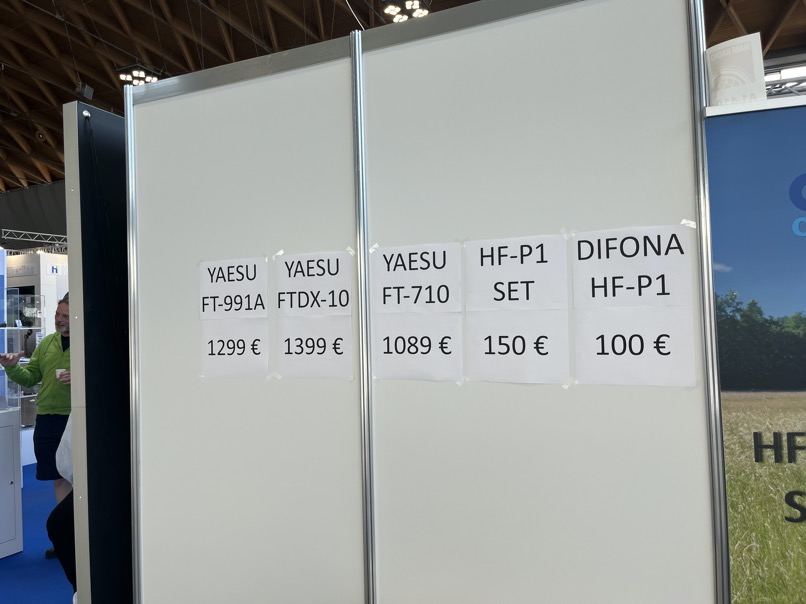 YAESU
FT-991A
1299 €
YAESU
FTDX-10
1399 €
YAESU
FT-710
1089 €
HF-P1
SET
150 €
DIFONA
HF-P1
100 €
HF
S